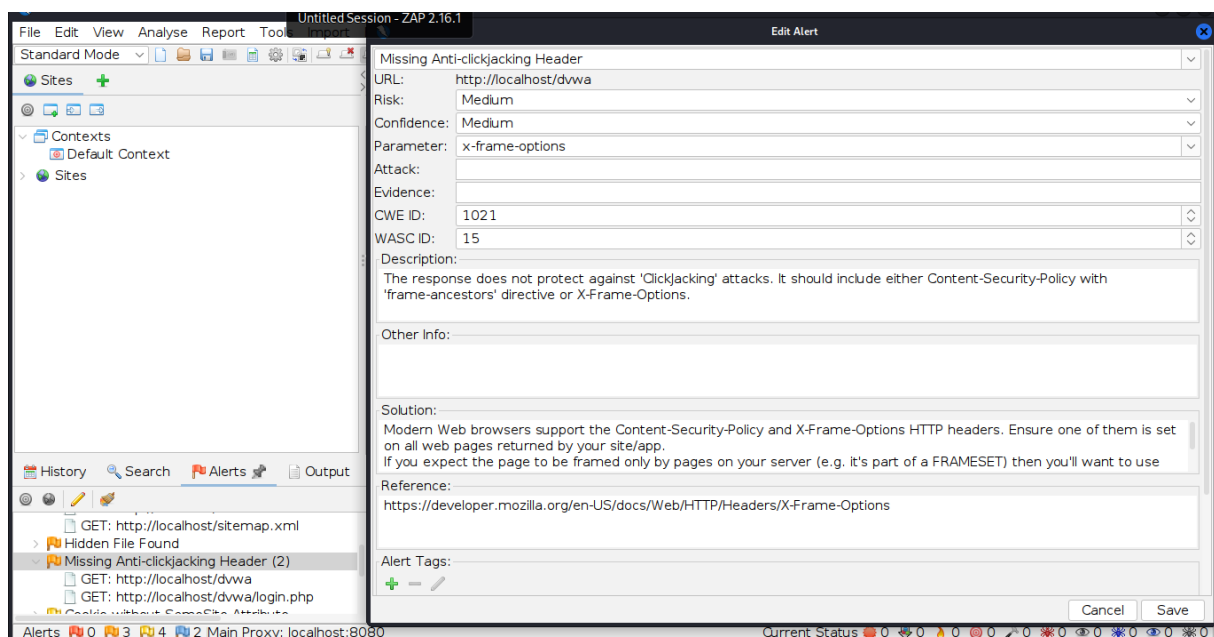 Untitled Session - ZAP 2.16.1
File Edit View Analyse Report Tools Import
Standard Mode
Sites
Contexts
Default Context
Sites
History Search Alerts Output
GET: http://localhost/sitemap.xml
Hidden File Found
Missing Anti-clickjacking Header (2)
GET: http://localhost/dvwa
GET: http://localhost/dvwa/login.php
Cookie without SameSite Attribute
Edit Alert
Missing Anti-clickjacking Header
URL: http://localhost/dvwa
Risk: Medium
Confidence: Medium
Parameter: x-frame-options
Attack:
Evidence:
CWE ID: 1021
WASC ID: 15
Description:
The response does not protect against 'ClickJacking' attacks. It should include either Content-Security-Policy with
'frame-ancestors' directive or X-Frame-Options.
Other Info:
Solution:
Modern Web browsers support the Content-Security-Policy and X-Frame-Options HTTP headers. Ensure one of them is set
on all web pages returned by your site/app.
If you expect the page to be framed only by pages on your server (e.g. it's part of a FRAMESET) then you'll want to use
Reference:
https://developer.mozilla.org/en-US/docs/Web/HTTP/Headers/X-Frame-Options
Alert Tags:
Cancel Save
Alerts 0 3 4 2 Main Proxy: localhost:8080 Current Status 0 0 0 0 0 0 0 0 0